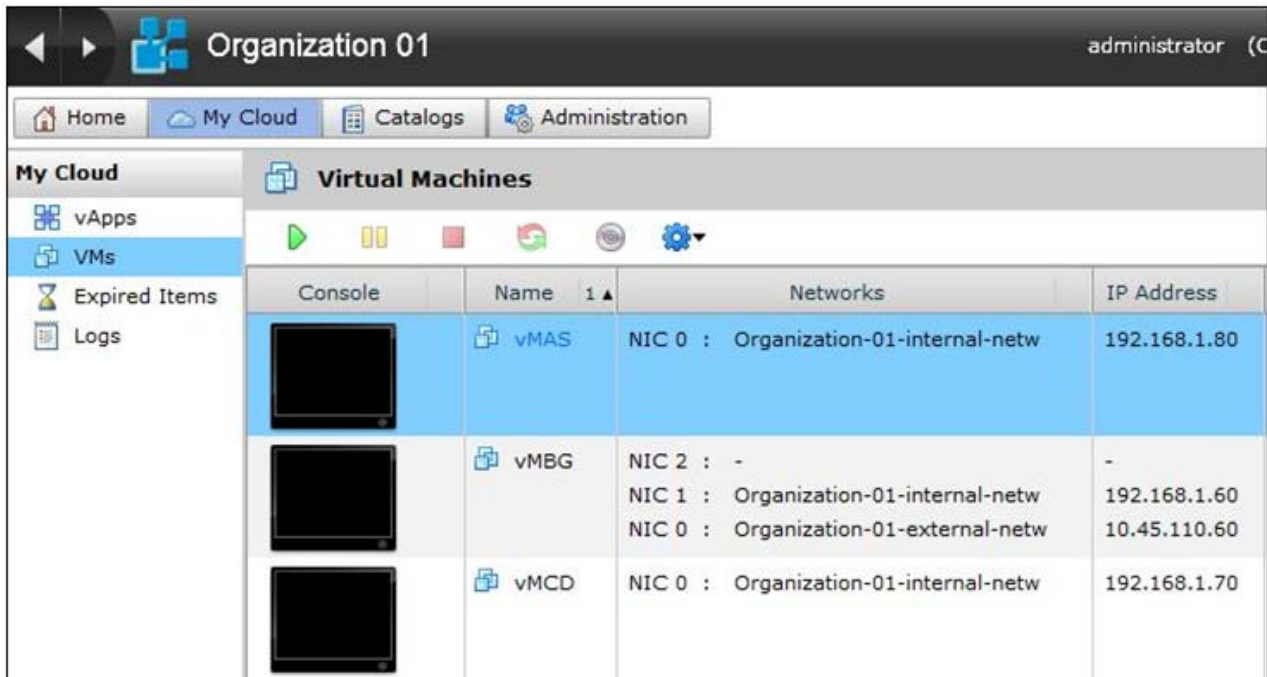 Organization 01
administrator (C
Home My Cloud Catalogs Administration
My Cloud
vApps
VMs
Expired Items
Logs
Virtual Machines
Console Name 1 ▲ Networks IP Address
vMAS NIC 0 : Organization-01-internal-netw 192.168.1.80
vMBG NIC 2 : - -
NIC 1 : Organization-01-internal-netw 192.168.1.60
NIC 0 : Organization-01-external-netw 10.45.110.60
vMCD NIC 0 : Organization-01-internal-netw 192.168.1.70